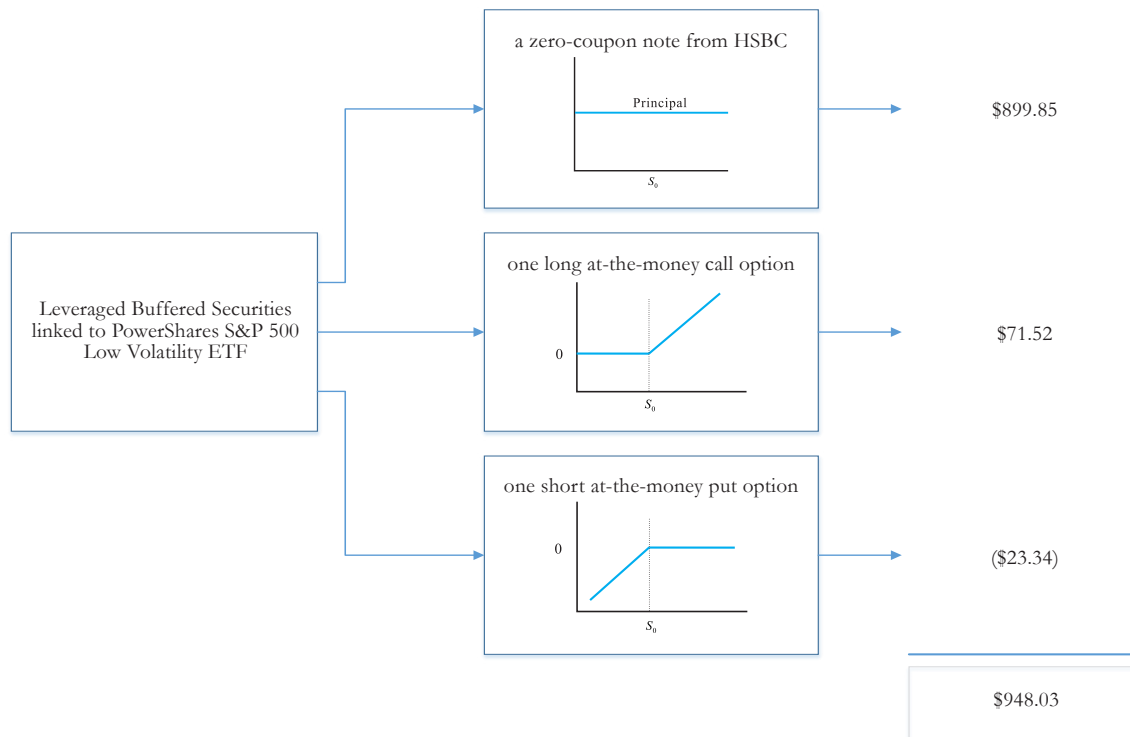 a zero-coupon note from HSBC
Principal
S₀
$899.85
Leveraged Buffered Securities
linked to PowerShares S&P 500
Low Volatility ETF
one long at-the-money call option
0
S₀
$71.52
one short at-the-money put option
0
S₀
($23.34)
$948.03